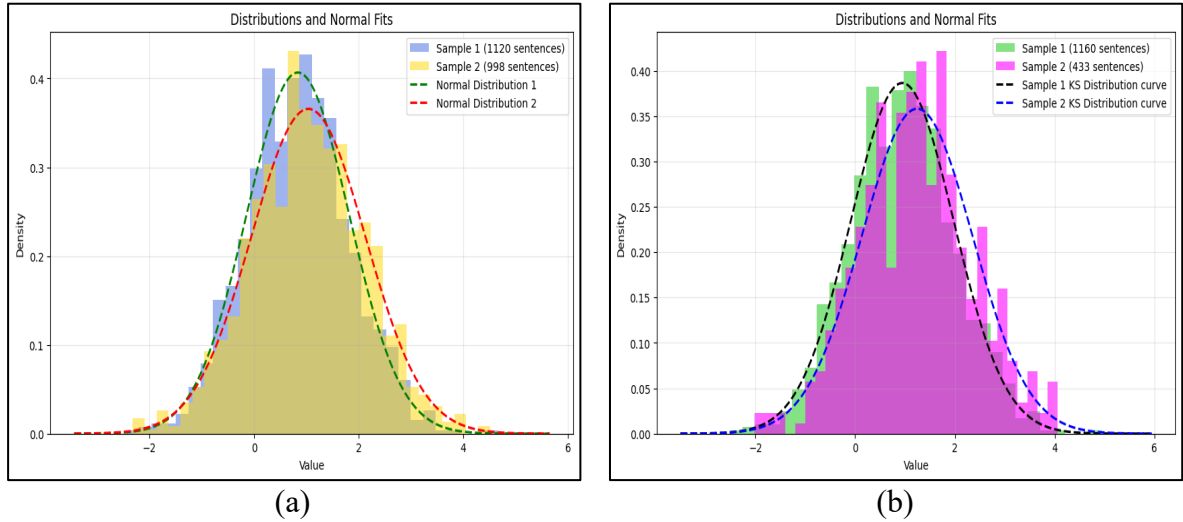 Distributions and Normal Fits
Sample 1 (1120 sentences)
Sample 2 (998 sentences)
Normal Distribution 1
Normal Distribution 2
Density
0.4
0.3
0.2
0.1
0.0
−2
0
2
4
6
Value
(a)
Distributions and Normal Fits
Sample 1 (1160 sentences)
Sample 2 (433 sentences)
Sample 1 KS Distribution curve
Sample 2 KS Distribution curve
Density
0.40
0.35
0.30
0.25
0.20
0.15
0.10
0.05
0.00
−2
0
2
4
6
Value
(b)